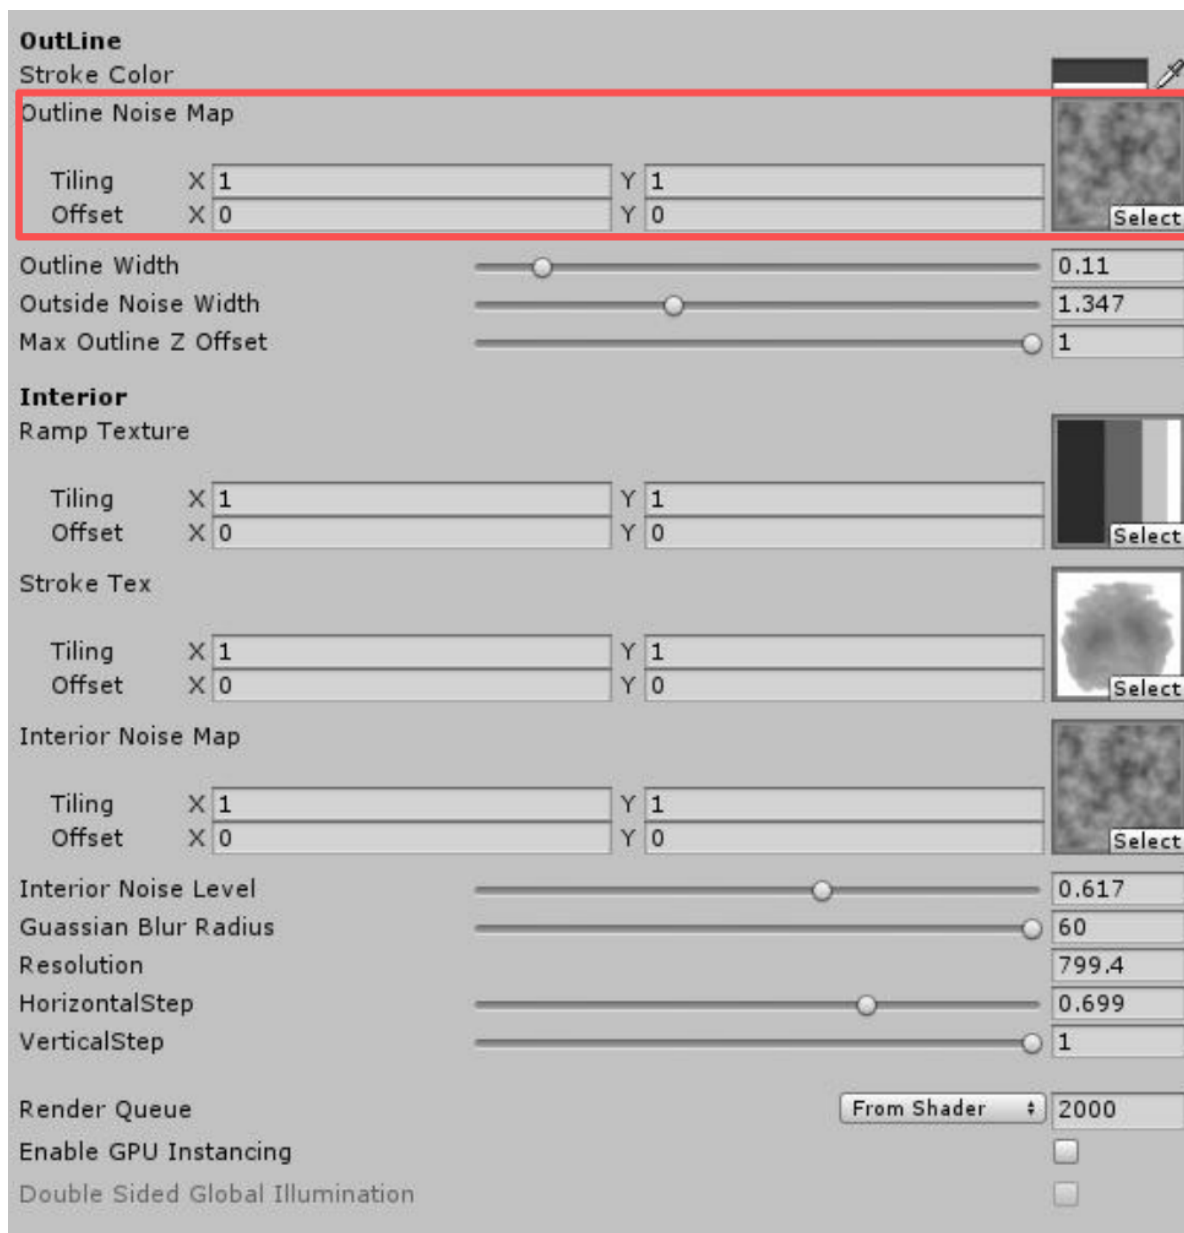 OutLine
Stroke Color
Outline Noise Map
Tiling X 1 Y 1
Offset X 0 Y 0
Select
Outline Width 0.11
Outside Noise Width 1.347
Max Outline Z Offset 1
Interior
Ramp Texture
Tiling X 1 Y 1
Offset X 0 Y 0 Select
Stroke Tex
Tiling X 1 Y 1
Offset X 0 Y 0 Select
Interior Noise Map
Tiling X 1 Y 1
Offset X 0 Y 0 Select
Interior Noise Level 0.617
Guassian Blur Radius 60
Resolution 799.4
HorizontalStep 0.699
VerticalStep 1
Render Queue From Shader 2000
Enable GPU Instancing
Double Sided Global Illumination